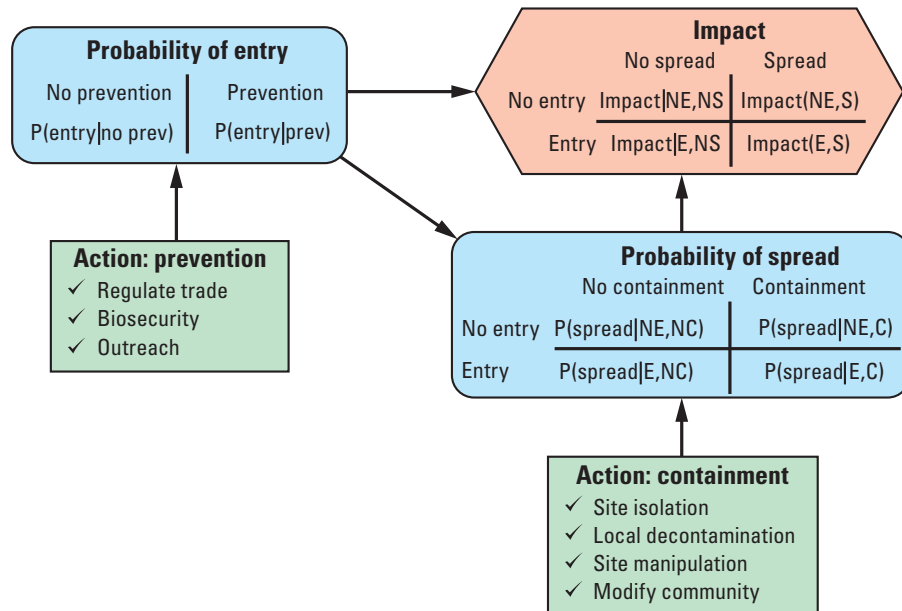 Probability of entry
No prevention Prevention
P(entry|no prev) P(entry|prev)
Impact
No spread Spread
No entry Impact|NE,NS Impact(NE,S)
Entry Impact|E,NS Impact(E,S)
Action: prevention
✓ Regulate trade
✓ Biosecurity
✓ Outreach
Probability of spread
No containment Containment
No entry P(spread|NE,NC) P(spread|NE,C)
Entry P(spread|E,NC) P(spread|E,C)
Action: containment
✓ Site isolation
✓ Local decontamination
✓ Site manipulation
✓ Modify community